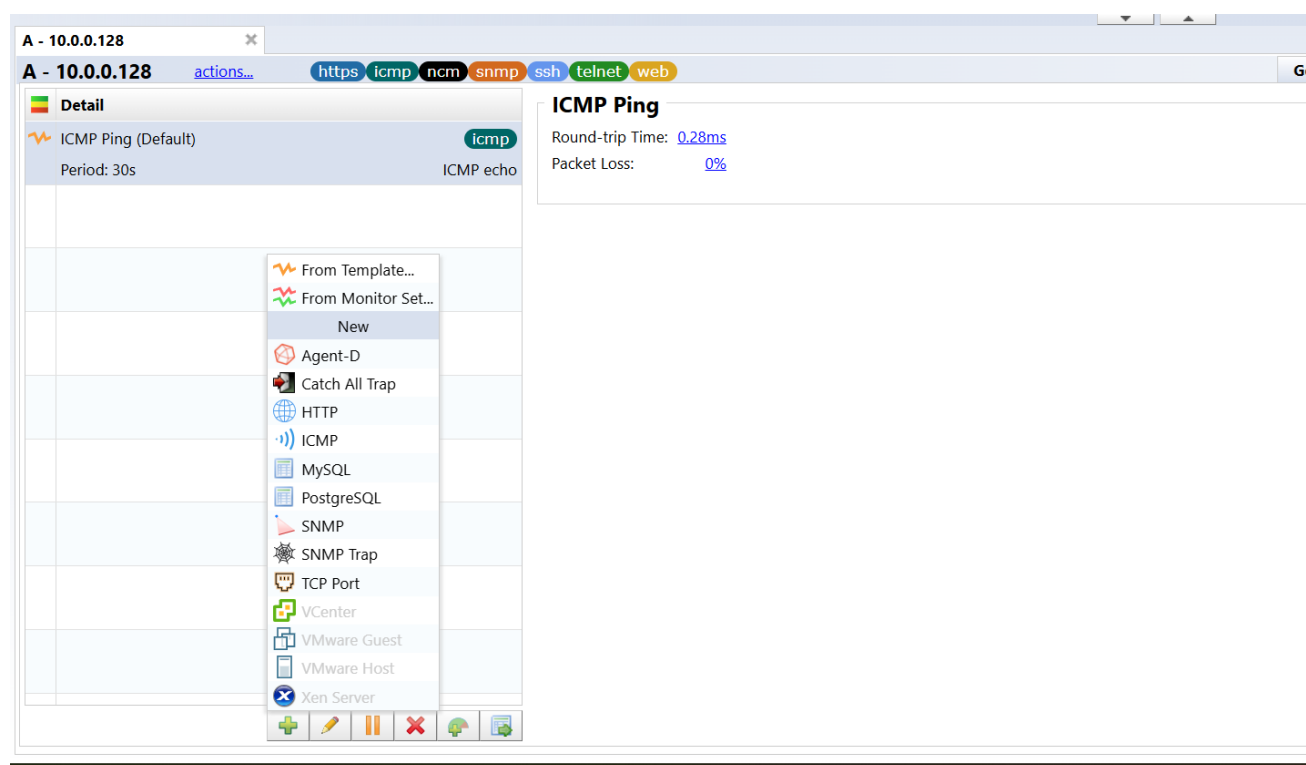 A - 10.0.0.128
A - 10.0.0.128 actions... https icmp ncm snmp ssh telnet web
Detail
ICMP Ping (Default) icmp
Period: 30s ICMP echo
ICMP Ping
Round-trip Time: 0.28ms
Packet Loss: 0%
From Template...
From Monitor Set...
New
Agent-D
Catch All Trap
HTTP
ICMP
MySQL
PostgreSQL
SNMP
SNMP Trap
TCP Port
VCenter
VMware Guest
VMware Host
Xen Server